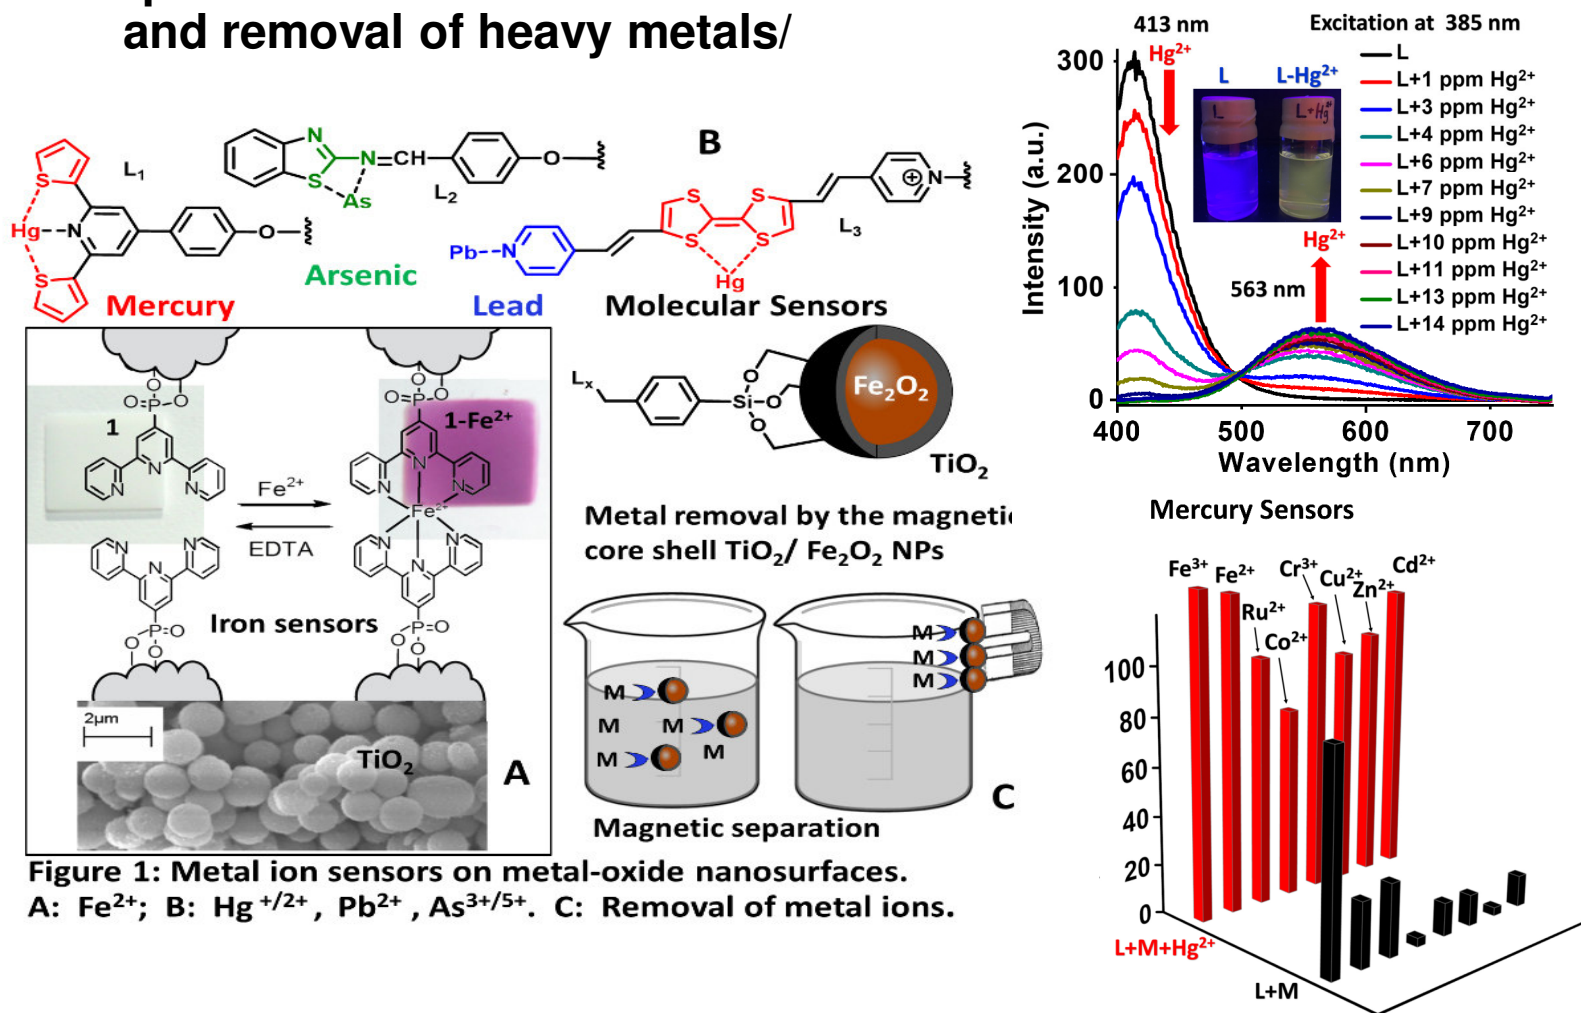 and removal of heavy metals/
L₁
Hg
S
N
S
O
Mercury
N
S
N=CH
O
As
L₂
Arsenic
B
Pb
N
S
S
S
S
Hg
N
L₃
Lead
Molecular Sensors
1
O=P
O
O
N
N
N
Fe²⁺
EDTA
N
N
N
P=O
O
O
1-Fe²⁺
O=P
O
O
N
N
N
Fe²⁺
N
N
N
P=O
O
O
Iron sensors
2µm
TiO₂
A
Lₓ
Si
O
O
O
Fe₂O₂
TiO₂
Metal removal by the magneti
core shell TiO₂/ Fe₂O₂ NPs
M
M
M
M
M
M
M
M
C
Magnetic separation
Figure 1: Metal ion sensors on metal-oxide nanosurfaces.
A: Fe²⁺; B: Hg ⁺/²⁺ , Pb²⁺ , As³⁺/⁵⁺. C: Removal of metal ions.
413 nm
Excitation at 385 nm
Hg²⁺
L
L-Hg²⁺
L
L+Hg²⁺
L
L+1 ppm Hg²⁺
L+3 ppm Hg²⁺
L+4 ppm Hg²⁺
L+6 ppm Hg²⁺
L+7 ppm Hg²⁺
L+9 ppm Hg²⁺
L+10 ppm Hg²⁺
L+11 ppm Hg²⁺
L+13 ppm Hg²⁺
L+14 ppm Hg²⁺
Hg²⁺
563 nm
Intensity (a.u.)
300
200
100
0
400
500
600
700
Wavelength (nm)
Mercury Sensors
Fe³⁺
Fe²⁺
Ru²⁺
Co²⁺
Cr³⁺
Cu²⁺
Zn²⁺
Cd²⁺
100
80
60
40
20
0
L+M+Hg²⁺
L+M